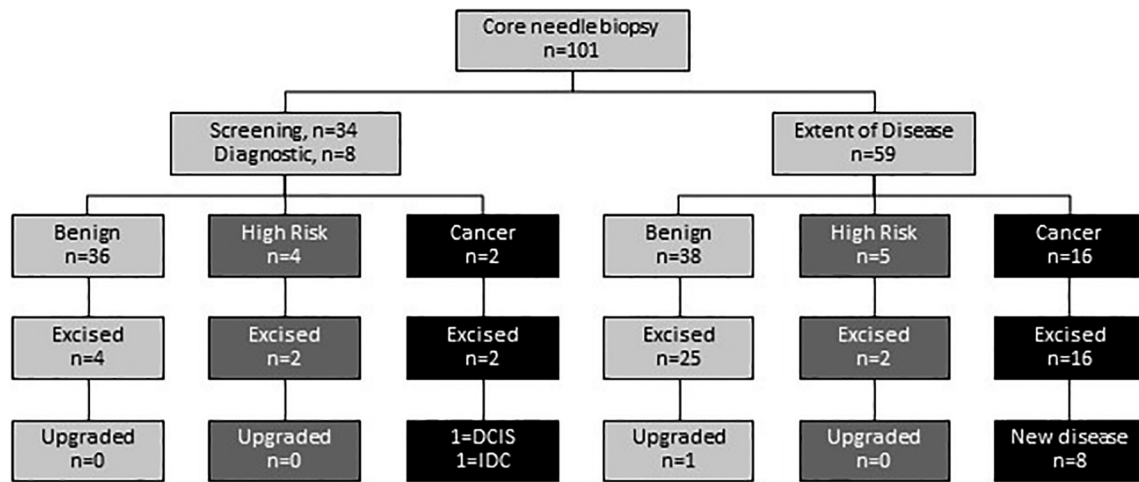 Core needle biopsy
n=101
Screening, n=34
Diagnostic, n=8
Extent of Disease
n=59
Benign
n=36
High Risk
n=4
Cancer
n=2
Benign
n=38
High Risk
n=5
Cancer
n=16
Excised
n=4
Excised
n=2
Excised
n=2
Excised
n=25
Excised
n=2
Excised
n=16
Upgraded
n=0
Upgraded
n=0
1=DCIS
1=IDC
Upgraded
n=1
Upgraded
n=0
New disease
n=8